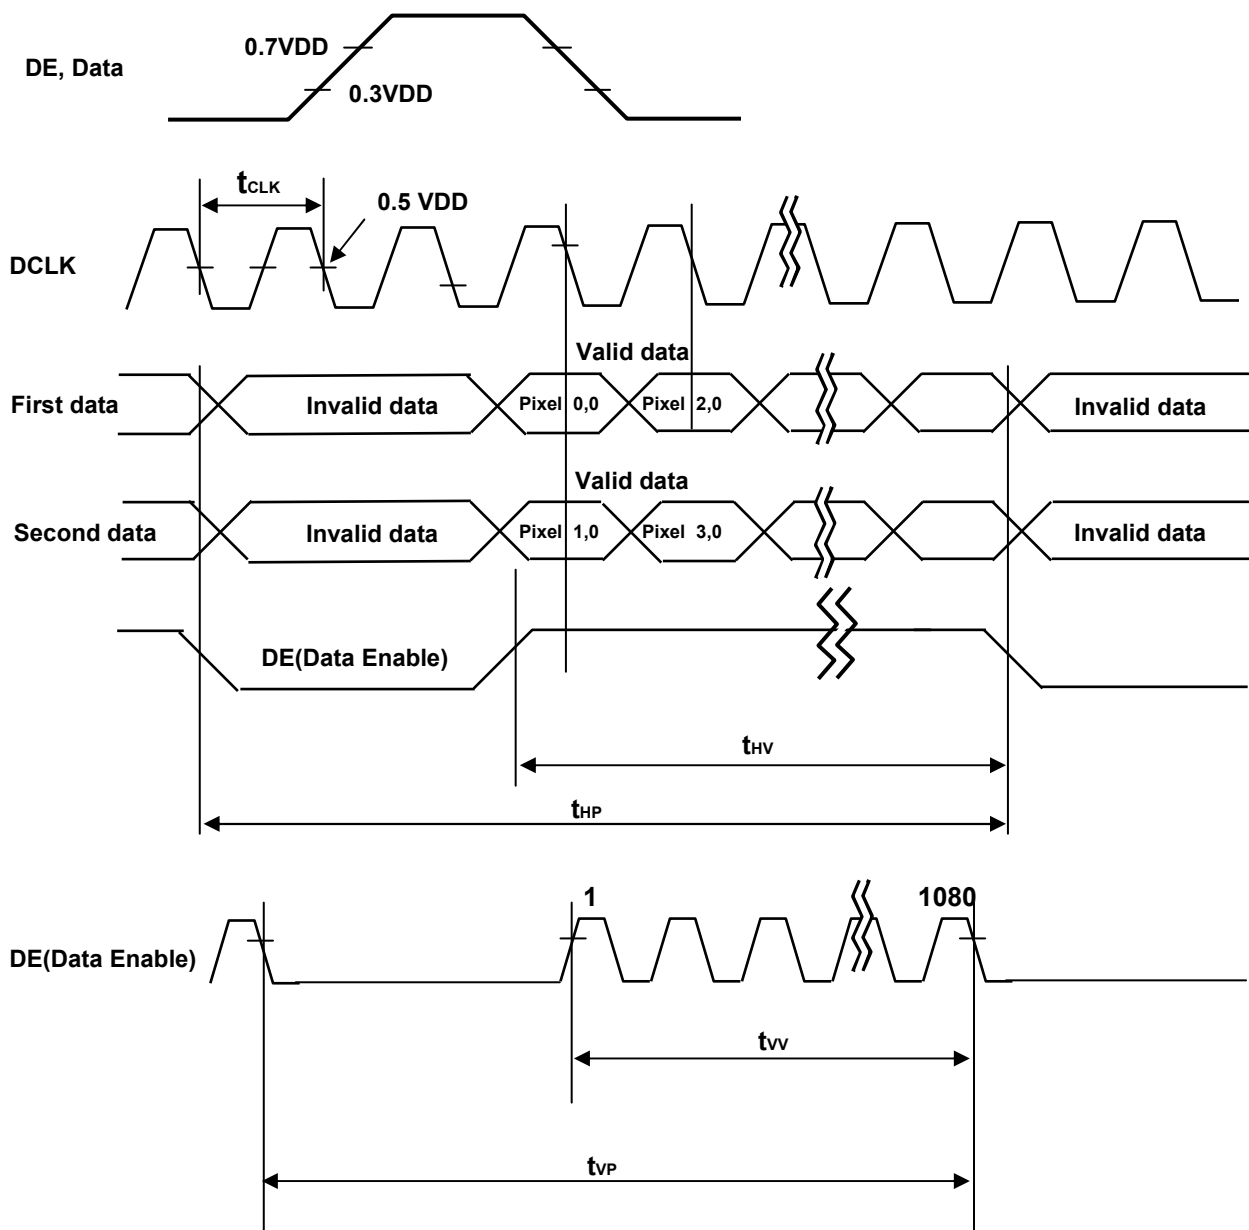 0.7VDD
DE, Data
0.3VDD
tCLK
0.5 VDD
DCLK
Valid data
First data
Invalid data
Pixel 0,0
Pixel 2,0
Invalid data
Valid data
Second data
Invalid data
Pixel 1,0
Pixel 3,0
Invalid data
DE(Data Enable)
tHV
tHP
1
1080
DE(Data Enable)
tVV
tVP